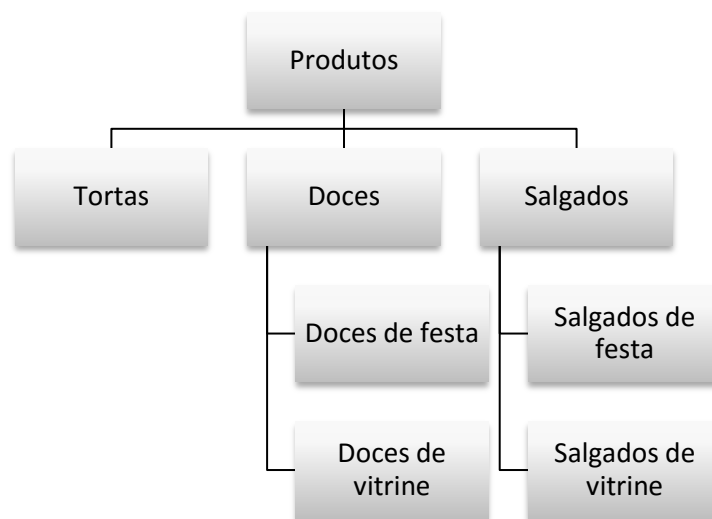 Produtos
Tortas
Doces
Salgados
Doces de festa
Salgados de
festa
Doces de
vitrine
Salgados de
vitrine